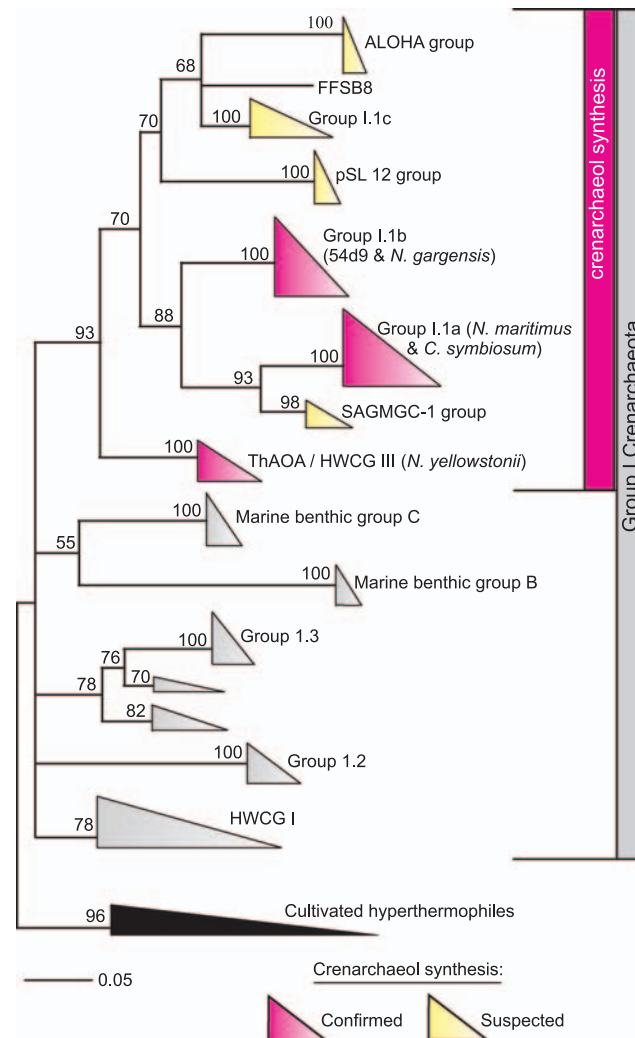 100
ALOHA group
68
FFSB8
100
Group I.1c
70
100
pSL 12 group
70
Group I.1b
100
(54d9 & N. gargensis)
88
Group I.1a (N. maritimus
100
& C. symbiosum)
93
93
98
SAGMGC-1 group
100
ThAOA / HWCG III (N. yellowstonii)
100
Marine benthic group C
55
100
Marine benthic group B
100
Group 1.3
76
70
78
82
100
Group 1.2
HWCG I
78
96
Cultivated hyperthermophiles
0.05
Crenarchaeol synthesis:
Confirmed
Suspected
crenarchaeol synthesis
Group I Crenarchaeota